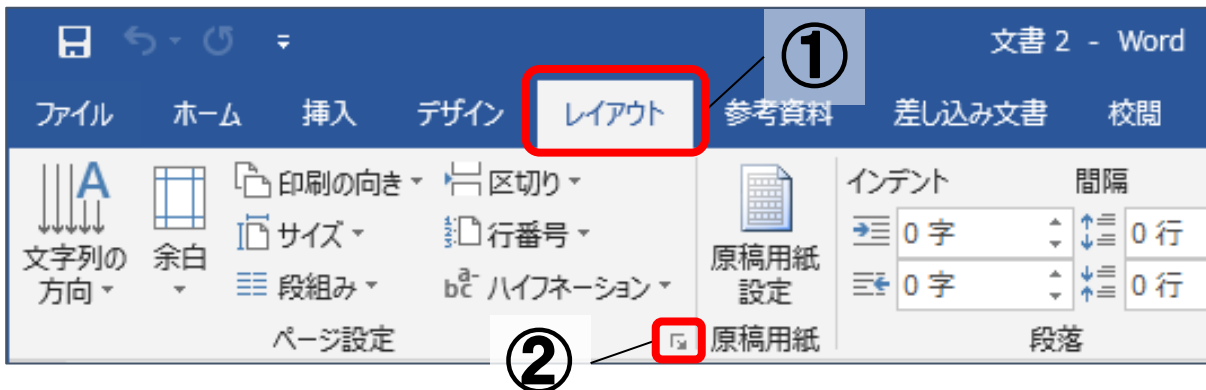 ①
文書 2 - Word
ファイル ホーム 挿入 デザイン レイアウト 参考資料 差し込み文書 校閲
A 印刷の向き 区切り インデント 間隔
サイズ 行番号 0 字 0 行
文字列の方向 余白 段組み bc a- ハイフネーション 原稿用紙設定 0 字 0 行
ページ設定 原稿用紙 段落
②